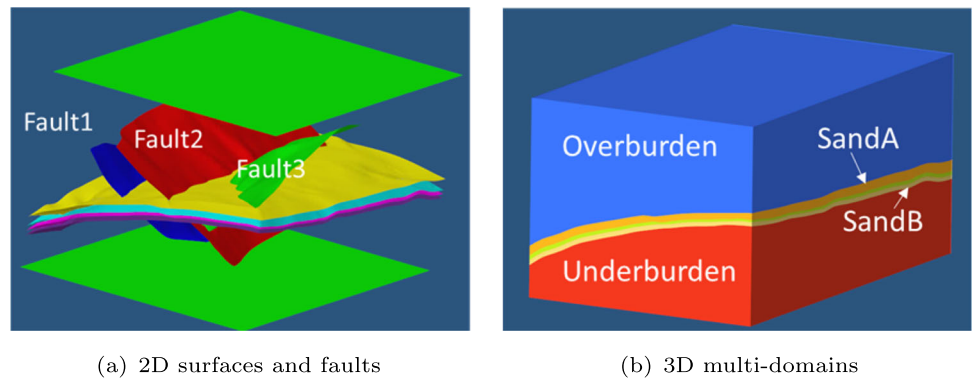 Fault1
Fault2
Fault3
Overburden
SandA
SandB
Underburden
(a) 2D surfaces and faults
(b) 3D multi-domains